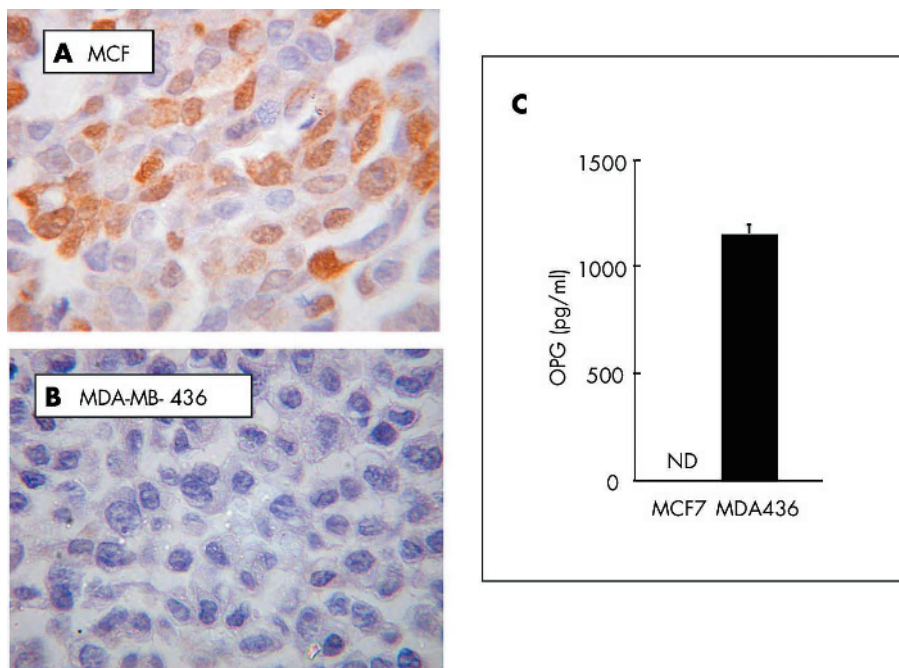 A MCF
B MDA-MB- 436
C
1500
1000
500
0
OPG (pg/ml)
ND
MCF7 MDA436